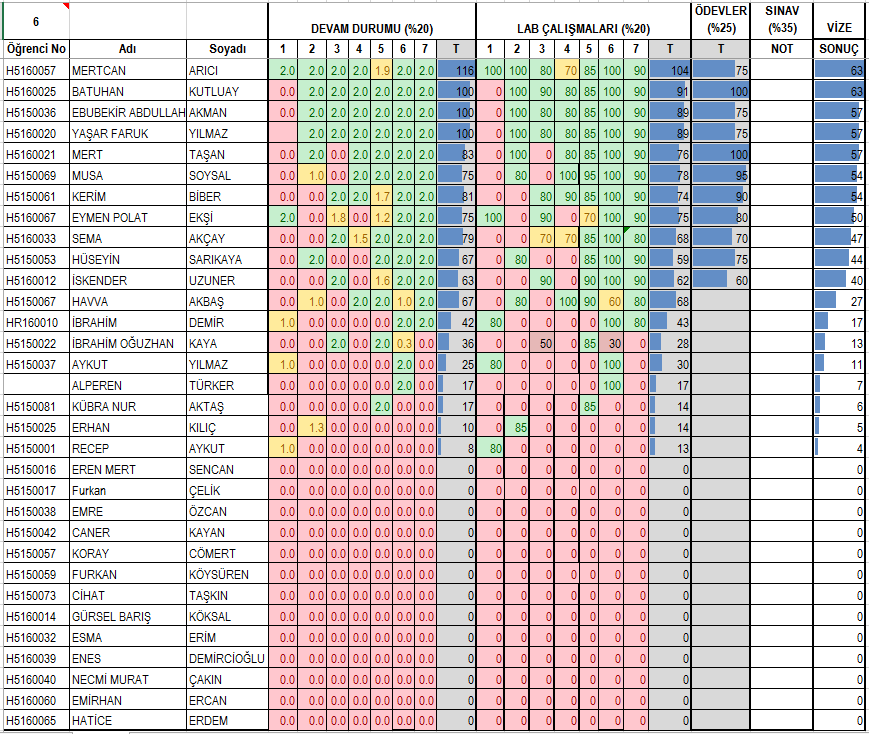 6 DEVAM DURUMU (%20) LAB ÇALIŞMALARI (%20) ÖDEVLER (%25) SINAV (%35) VİZE
Öğrenci No Adı Soyadı 1 2 3 4 5 6 7 T 1 2 3 4 5 6 7 T T NOT SONUÇ
H5160057 MERTCAN ARICI 2.0 2.0 2.0 2.0 1.9 2.0 2.0 116 100 100 80 70 85 100 90 104 75 63
H5160025 BATUHAN KUTLUAY 0.0 2.0 2.0 2.0 2.0 2.0 2.0 100 0 100 90 80 85 100 90 91 100 63
H5150036 EBUBEKİR ABDULLAH AKMAN 0.0 2.0 2.0 2.0 2.0 2.0 2.0 100 0 100 80 80 85 100 90 89 75 57
H5160020 YAŞAR FARUK YILMAZ 2.0 2.0 2.0 2.0 2.0 2.0 100 0 100 80 80 85 100 90 89 75 57
H5160021 MERT TAŞAN 0.0 2.0 0.0 2.0 2.0 2.0 2.0 83 0 100 0 80 85 100 90 76 100 57
H5150069 MUSA SOYSAL 0.0 1.0 0.0 2.0 2.0 2.0 2.0 75 0 80 0 100 95 100 90 78 95 54
H5150061 KERİM BİBER 0.0 0.0 2.0 2.0 1.7 2.0 2.0 81 0 0 80 90 85 100 90 74 90 54
H5160067 EYMEN POLAT EKŞİ 2.0 0.0 1.8 0.0 1.2 2.0 2.0 75 100 0 90 0 70 100 90 75 80 50
H5160033 SEMA AKÇAY 0.0 0.0 2.0 1.5 2.0 2.0 2.0 79 0 0 70 70 85 100 80 68 70 47
H5150053 HÜSEYİN SARIKAYA 0.0 2.0 0.0 0.0 2.0 2.0 2.0 67 0 80 0 0 85 100 90 59 75 44
H5160012 İSKENDER UZUNER 0.0 0.0 2.0 0.0 1.6 2.0 2.0 63 0 0 90 0 90 100 90 62 60 40
H5150067 HAVVA AKBAŞ 0.0 1.0 0.0 2.0 2.0 1.0 2.0 67 0 80 0 100 90 60 80 68 27
HR160010 İBRAHİM DEMİR 1.0 0.0 0.0 0.0 0.0 2.0 2.0 42 80 0 0 0 0 100 80 43 17
H5150022 İBRAHİM OĞUZHAN KAYA 0.0 0.0 2.0 0.0 2.0 0.3 0.0 36 0 0 50 0 85 30 0 28 13
H5150037 AYKUT YILMAZ 1.0 0.0 0.0 0.0 0.0 2.0 0.0 25 80 0 0 0 0 100 0 30 11
ALPEREN TÜRKER 0.0 0.0 0.0 0.0 0.0 2.0 0.0 17 0 0 0 0 0 100 0 17 7
H5150081 KÜBRA NUR AKTAŞ 0.0 0.0 0.0 0.0 2.0 0.0 0.0 17 0 0 0 0 85 0 0 14 6
H5150025 ERHAN KILIÇ 0.0 1.3 0.0 0.0 0.0 0.0 0.0 10 0 85 0 0 0 0 0 14 5
H5150001 RECEP AYKUT 1.0 0.0 0.0 0.0 0.0 0.0 0.0 8 80 0 0 0 0 0 0 13 4
H5150016 EREN MERT SENCAN 0.0 0.0 0.0 0.0 0.0 0.0 0.0 0 0 0 0 0 0 0 0 0 0
H5150017 Furkan ÇELİK 0.0 0.0 0.0 0.0 0.0 0.0 0.0 0 0 0 0 0 0 0 0 0 0
H5150038 EMRE ÖZCAN 0.0 0.0 0.0 0.0 0.0 0.0 0.0 0 0 0 0 0 0 0 0 0 0
H5150042 CANER KAYAN 0.0 0.0 0.0 0.0 0.0 0.0 0.0 0 0 0 0 0 0 0 0 0 0
H5150057 KORAY CÖMERT 0.0 0.0 0.0 0.0 0.0 0.0 0.0 0 0 0 0 0 0 0 0 0 0
H5150059 FURKAN KÖYSÜREN 0.0 0.0 0.0 0.0 0.0 0.0 0.0 0 0 0 0 0 0 0 0 0 0
H5150073 CİHAT TAŞKIN 0.0 0.0 0.0 0.0 0.0 0.0 0.0 0 0 0 0 0 0 0 0 0 0
H5160014 GÜRSEL BARIŞ KÖKSAL 0.0 0.0 0.0 0.0 0.0 0.0 0.0 0 0 0 0 0 0 0 0 0 0
H5160032 ESMA ERİM 0.0 0.0 0.0 0.0 0.0 0.0 0.0 0 0 0 0 0 0 0 0 0 0
H5160039 ENES DEMİRCİOĞLU 0.0 0.0 0.0 0.0 0.0 0.0 0.0 0 0 0 0 0 0 0 0 0 0
H5160040 NECMİ MURAT ÇAKIN 0.0 0.0 0.0 0.0 0.0 0.0 0.0 0 0 0 0 0 0 0 0 0 0
H5160060 EMİRHAN ERCAN 0.0 0.0 0.0 0.0 0.0 0.0 0.0 0 0 0 0 0 0 0 0 0 0
H5160065 HATİCE ERDEM 0.0 0.0 0.0 0.0 0.0 0.0 0.0 0 0 0 0 0 0 0 0 0 0